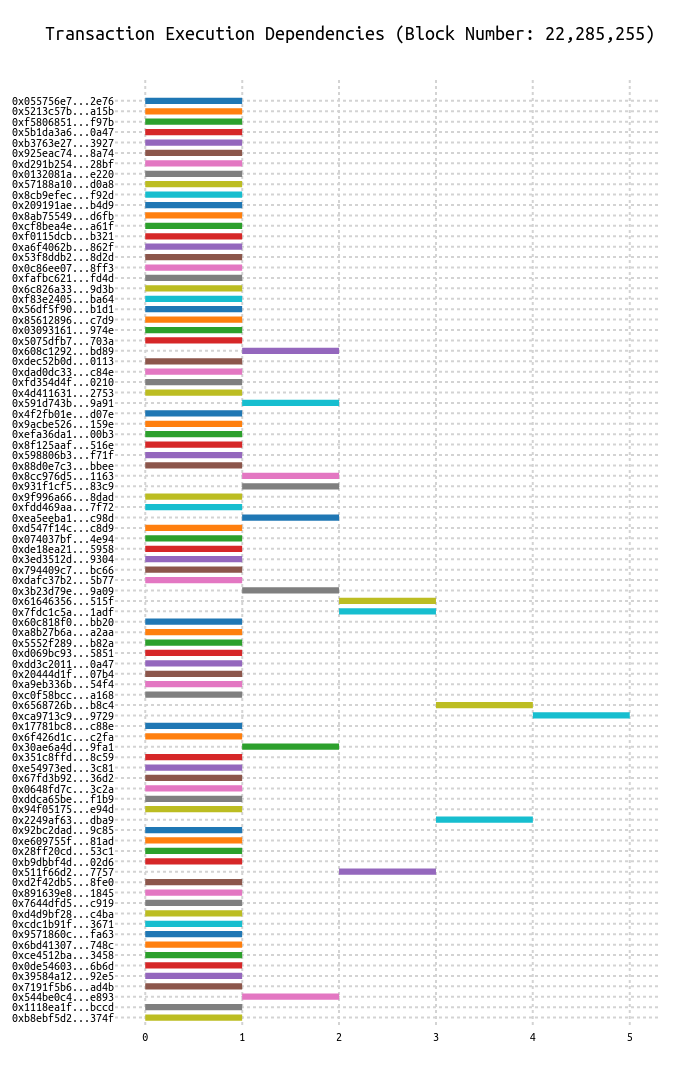 Transaction Execution Dependencies (Block Number: 22,285,255)
0x055756e7...2e76
0x5213c57b...a15b
0xf5806851...f97b
0x5b1da3a6...0a47
0xb3763e27...3927
0x925eac74...8a74
0xd291b254...28bf
0x0132081a...e220
0x57188a10...d0a8
0x8cb9efec...f92d
0x209191ae...b4d9
0x8ab75549...d6fb
0xcf8bea4e...a61f
0xf0115dcb...b321
0xa6f4062b...862f
0x53f8ddb2...8d2d
0x0c86ee07...8ff3
0xfafbc621...fd4d
0x6c826a33...9d3b
0xf83e2405...ba64
0x56df5f90...b1d1
0x85612896...c7d9
0x03093161...974e
0x5075dfb7...703a
0x608c1292...bd89
0xdec52b0d...0113
0xdad0dc33...c84e
0xfd354d4f...0210
0x4d411631...2753
0x591d743b...9a91
0x4f2fb01e...d07e
0x9acbe526...159e
0xefa36da1...00b3
0x8f125aaf...516e
0x598806b3...f71f
0x88d0e7c3...bbee
0x8cc976d5...1163
0x931f1cf5...83c9
0x9f996a66...8dad
0xfdd469aa...7f72
0xea5eeba1...c98d
0xd547f14c...c8d9
0x074037bf...4e94
0xde18ea21...5958
0x3ed3512d...9304
0x794409c7...bc66
0xdafc37b2...5b77
0x3b23d79e...9a09
0x61646356...515f
0x7fdc1c5a...1adf
0x60c818f0...bb20
0xa8b27b6a...a2aa
0x5552f289...b82a
0xd069bc93...5851
0xdd3c2011...0a47
0x20444d1f...07b4
0xa9eb336b...54f4
0xc0f58bcc...a168
0x6568726b...b8c4
0xca9713c9...9729
0x17781bc8...c88e
0x6f426d1c...c2fa
0x30ae6a4d...9fa1
0x351c8ffd...8c59
0xe54973ed...3c81
0x67fd3b92...36d2
0x0648fd7c...3c2a
0xddca65be...f1b9
0x94f05175...e94d
0x2249af63...dba9
0x92bc2dad...9c85
0xe609755f...81ad
0x28ff20cd...53c1
0xb9dbbf4d...02d6
0x511f66d2...7757
0xd2f42db5...8fe0
0x891639e8...1845
0x7644dfd5...c919
0xd4d9bf28...c4ba
0xcdc1b91f...3671
0x9571860c...fa63
0x6bd41307...748c
0xce4512ba...3458
0x0de54603...6b6d
0x39584a12...92e5
0x7191f5b6...ad4b
0x544be0c4...e893
0x1118ea1f...bccd
0xb8ebf5d2...374f
0 1 2 3 4 5